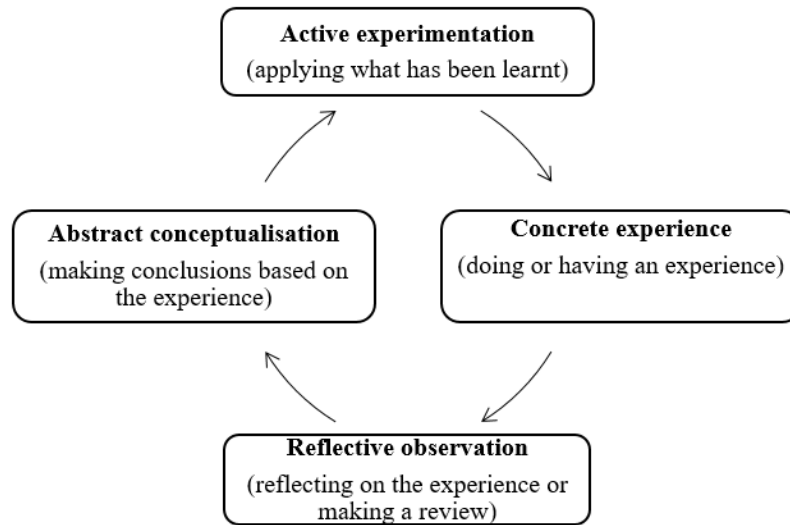 Active experimentation
(applying what has been learnt)
Abstract conceptualisation
(making conclusions based on
the experience)
Concrete experience
(doing or having an experience)
Reflective observation
(reflecting on the experience or
making a review)